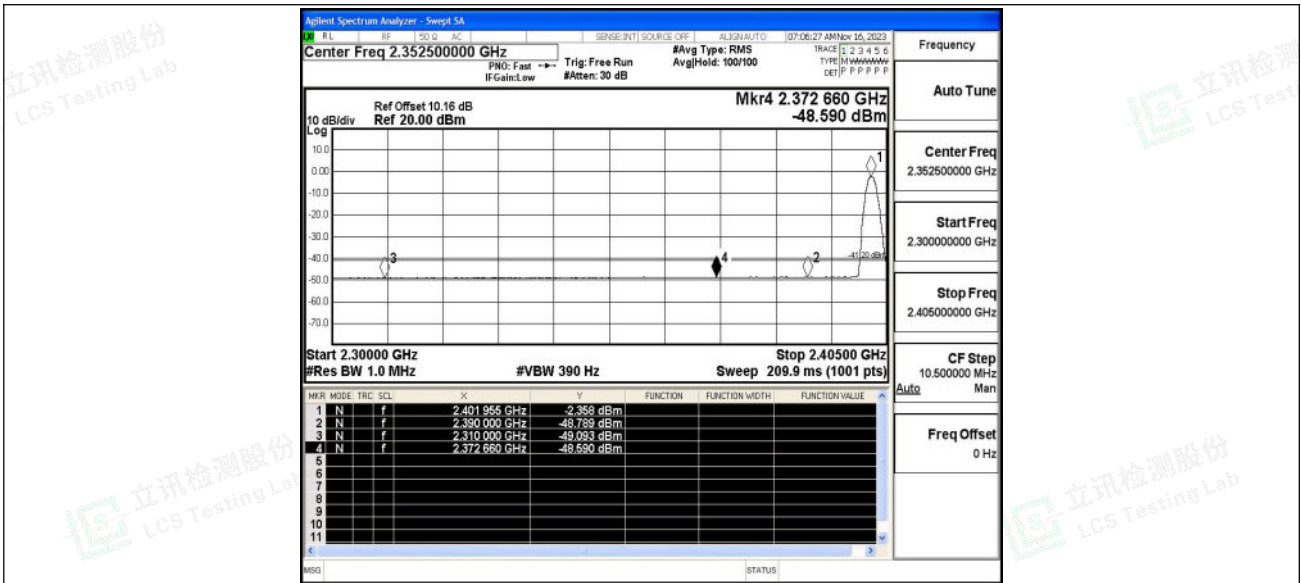 Agilent Spectrum Analyzer - Swept SA
RL RF 50 Ω AC SENSE:INT SOURCE OFF ALIGN AUTO 07:06:27 AM Nov 16, 2023
Center Freq 2.352500000 GHz
PNO: Fast
IFGain:Low
Trig: Free Run
#Atten: 30 dB
#Avg Type: RMS
Avg|Hold: 100/100
TRACE 1 2 3 4 5 6
TYPE M W W W W W
DET P P P P P P
Ref Offset 10.16 dB
10 dB/div Ref 20.00 dBm
Log
Mkr4 2.372 660 GHz
-48.590 dBm
10.0
0.00
-10.0
-20.0
-30.0
-40.0
-50.0
-60.0
-70.0
1
3
4
2
-41.20 dBm
Start 2.30000 GHz Stop 2.40500 GHz
#Res BW 1.0 MHz #VBW 390 Hz Sweep 209.9 ms (1001 pts)
MKR MODE TRC SCL X Y FUNCTION FUNCTION WIDTH FUNCTION VALUE
1 N f 2.401 955 GHz -2.358 dBm
2 N f 2.390 000 GHz -48.789 dBm
3 N f 2.310 000 GHz -49.093 dBm
4 N f 2.372 660 GHz -48.590 dBm
5
6
7
8
9
10
11
MSG STATUS
Frequency
Auto Tune
Center Freq
2.352500000 GHz
Start Freq
2.300000000 GHz
Stop Freq
2.405000000 GHz
CF Step
10.500000 MHz
Auto Man
Freq Offset
0 Hz
立讯检测股份
LCS Testing Lab
立讯检测
LCS Test
立讯检测股份
LCS Testing Lab
立讯检测股份
LCS Testing Lab